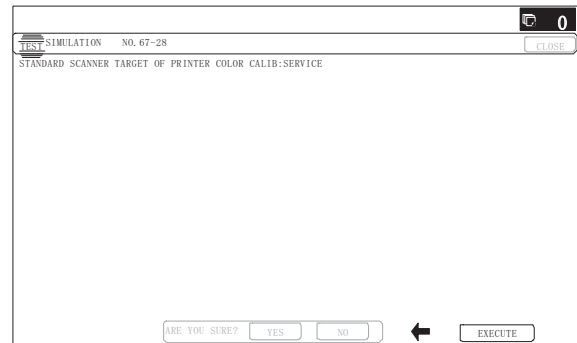 0
TEST SIMULATION NO. 67-28
CLOSE
STANDARD SCANNER TARGET OF PRINTER COLOR CALIB:SERVICE
ARE YOU SURE? YES NO EXECUTE